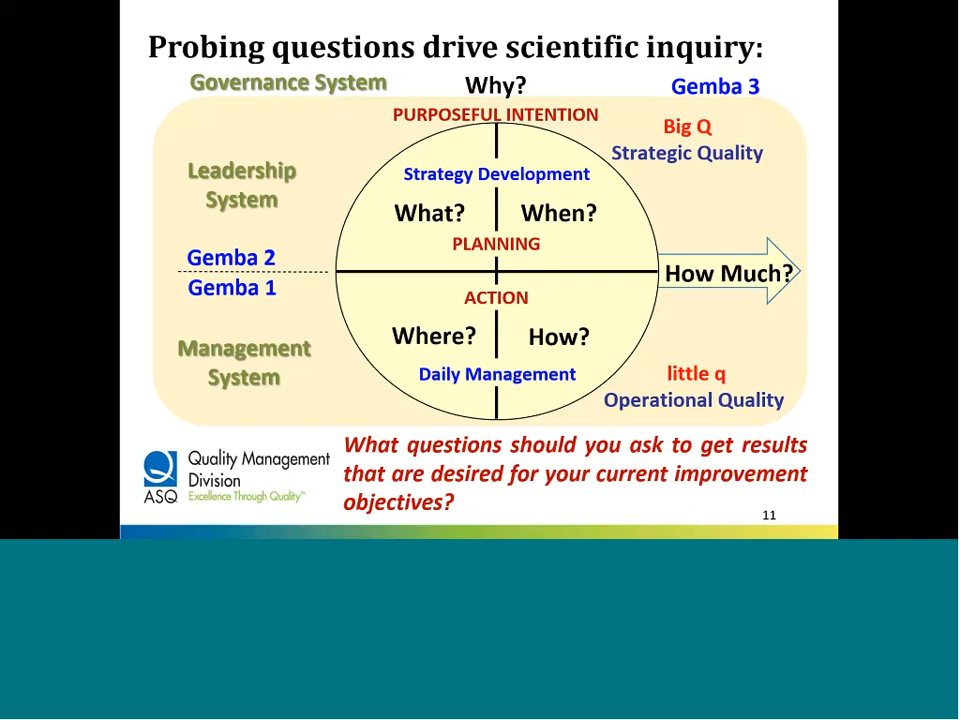 Probing questions drive scientific inquiry:
Governance System
Why?
Gemba 3
PURPOSEFUL INTENTION
Big Q
Strategic Quality
Leadership
System
Strategy Development
What? When?
PLANNING
Gemba 2
Gemba 1
How Much?
ACTION
Where? How?
Management
System
Daily Management
little q
Operational Quality
What questions should you ask to get results
that are desired for your current improvement
objectives?
Quality Management
Division
Excellence Through Quality™
ASQ
11